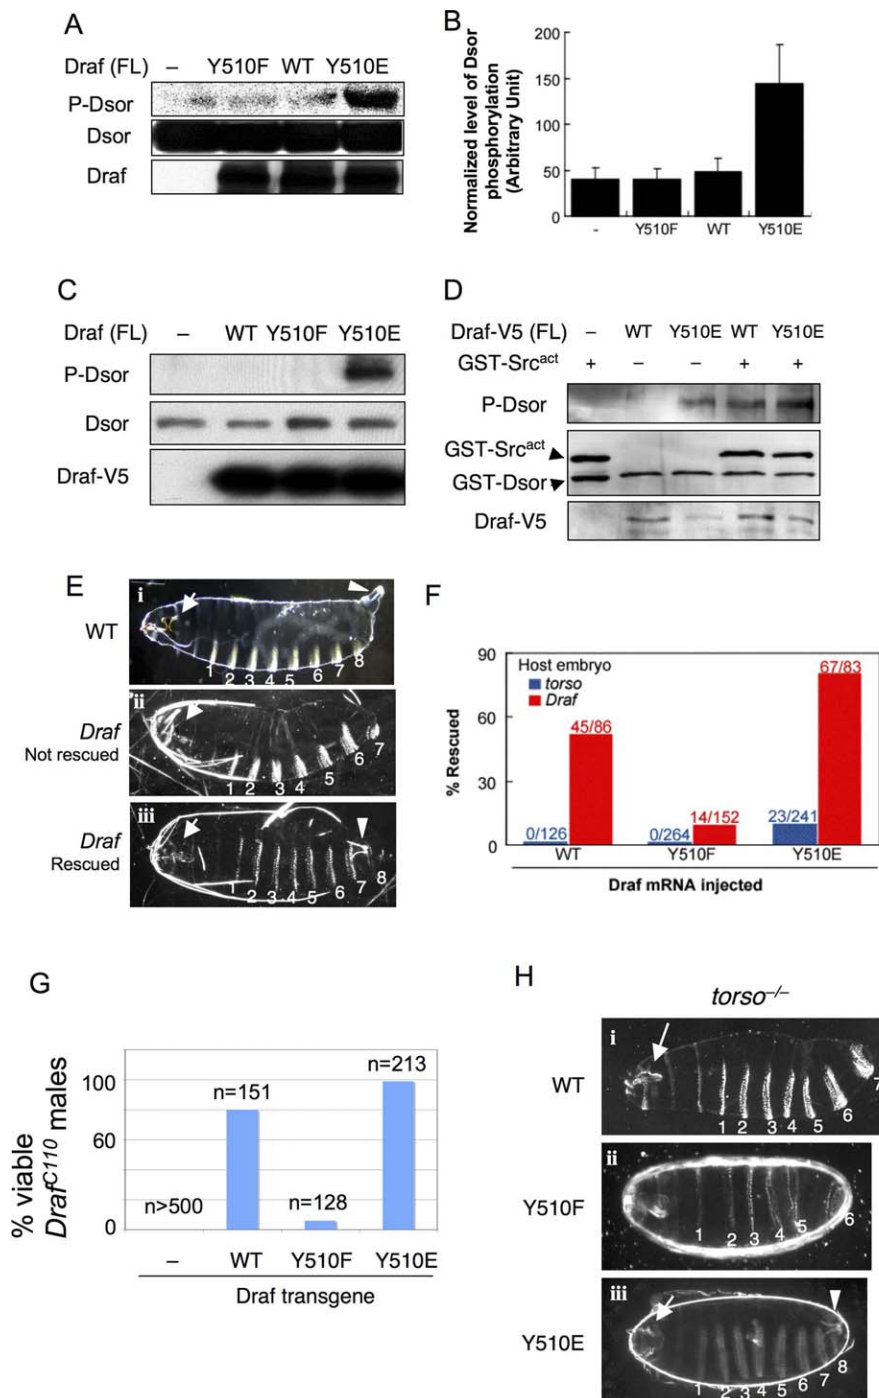 A
Draf (FL) – Y510F WT Y510E
P-Dsor
Dsor
Draf
B
Normalized level of Dsor
phosphorylation
(Arbitrary Unit)
200
150
100
50
0
- Y510F WT Y510E
C
Draf (FL) – WT Y510F Y510E
P-Dsor
Dsor
Draf-V5
D
Draf-V5 (FL) – WT Y510E WT Y510E
GST-Srcact + – – + +
P-Dsor
GST-Srcact
GST-Dsor
Draf-V5
E
i
WT
1 2 3 4 5 6 7 8
ii
Draf
Not rescued
1 2 3 4 5 6 7
iii
Draf
Rescued
1 2 3 4 5 6 7 8
F
% Rescued
90
60
30
0
Host embryo
torso
Draf
0/126 45/86
0/264 14/152
23/241 67/83
WT Y510F Y510E
Draf mRNA injected
G
% viable
DrafC110 males
100
60
0
n>500 n=151 n=128 n=213
– WT Y510F Y510E
Draf transgene
H
torso–/–
i
WT
1 2 3 4 5 6 7
ii
Y510F
1 2 3 4 5 6
iii
Y510E
1 2 3 4 5 6 7 8